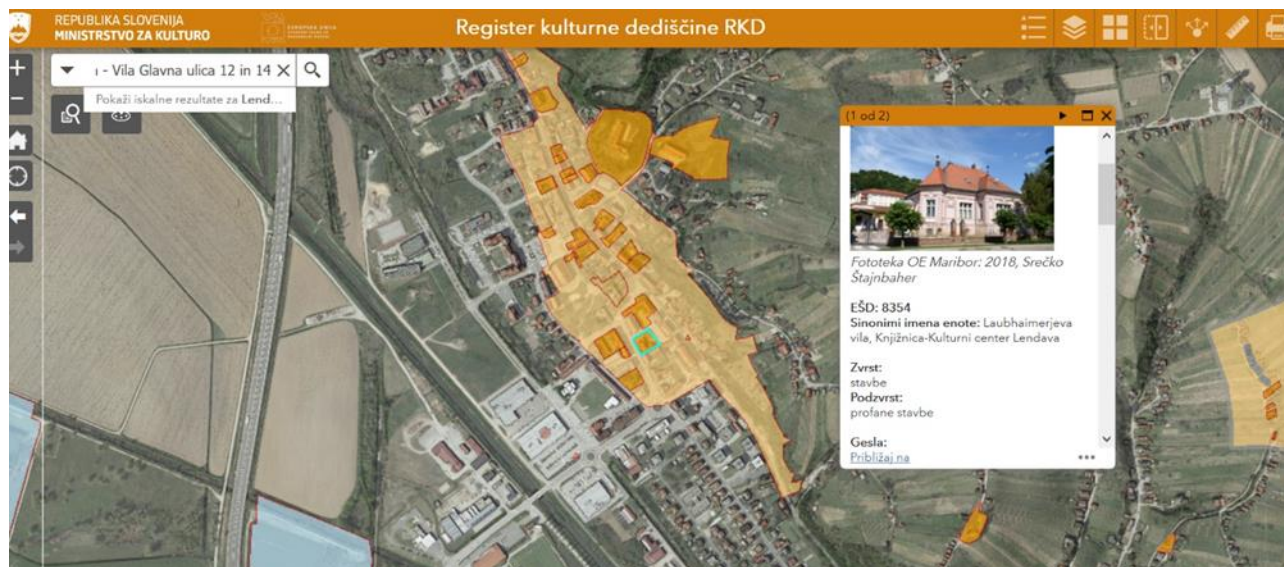 REPUBLIKA SLOVENIJA
MINISTRSTVO ZA KULTURO
EVROPSKA UNIJA
Register kulturne dediščine RKD
- Vila Glavna ulica 12 in 14
Pokaži iskalne rezultate za Lend...
(1 od 2)
Fototeka OE Maribor; 2018, Srečko
Štajnbaher
EŠD: 8354
Sinonimi imena enote: Laubhaimerjeva
vila, Knjižnica-Kulturni center Lendava
Zvrst:
stavbe
Podzvrst:
profane stavbe
Gesla:
Približaj na